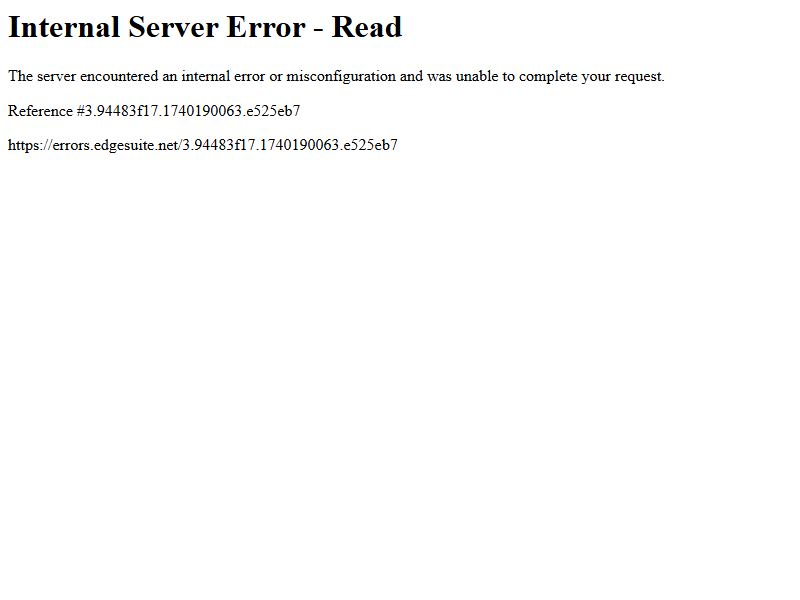 Internal Server Error - Read
The server encountered an internal error or misconfiguration and was unable to complete your request.
Reference #3.94483f17.1740190063.e525eb7
https://errors.edgesuite.net/3.94483f17.1740190063.e525eb7